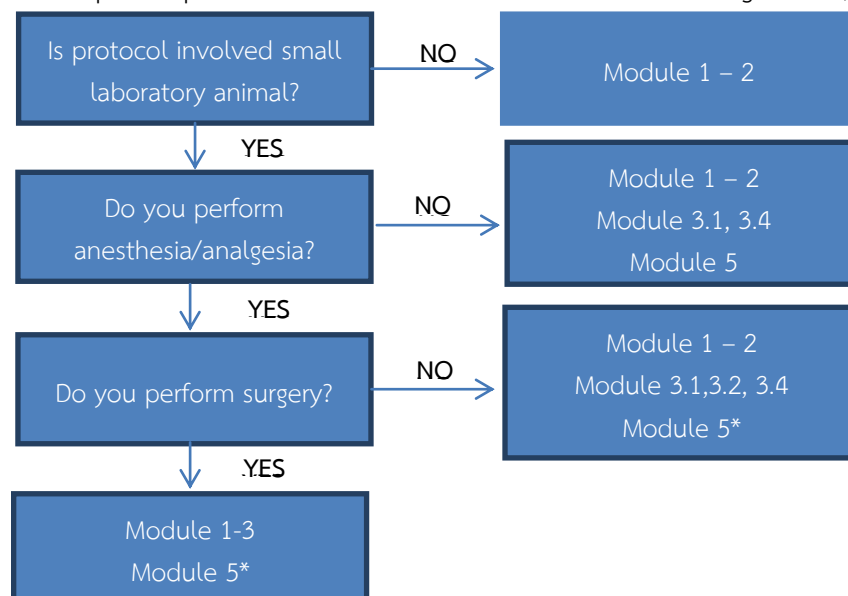 Is protocol involved small
laboratory animal?
NO
Module 1 – 2
YES
Do you perform
anesthesia/analgesia?
NO
Module 1 – 2
Module 3.1, 3.4
Module 5
YES
Do you perform surgery?
NO
Module 1 – 2
Module 3.1,3.2, 3.4
Module 5*
YES
Module 1-3
Module 5*